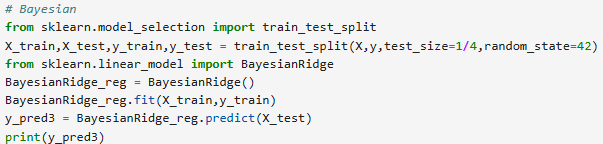 # Bayesian
from sklearn.model_selection import train_test_split
X_train,X_test,y_train,y_test = train_test_split(X,y,test_size=1/4,random_state=42)
from sklearn.linear_model import BayesianRidge
BayesianRidge_reg = BayesianRidge()
BayesianRidge_reg.fit(X_train,y_train)
y_pred3 = BayesianRidge_reg.predict(X_test)
print(y_pred3)